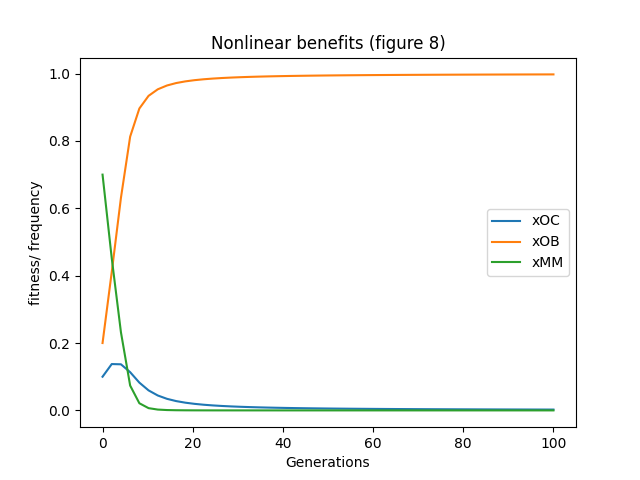 Nonlinear benefits (figure 8)
1.0
0.8
0.6
0.4
0.2
0.0
fitness/ frequency
xOC
xOB
xMM
0 20 40 60 80 100
Generations